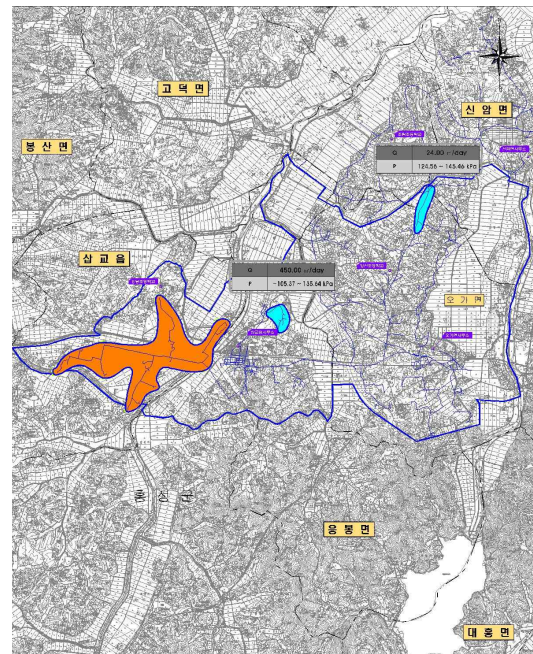 고덕면
신암면
봉산면
Q 24.00 ㎥/day
P 124.56 ~ 145.46 kPa
삽교읍
Q 450.00 ㎥/day
P -105.37 ~ 135.64 kPa
오가면
홍성군
응봉면
대흥면